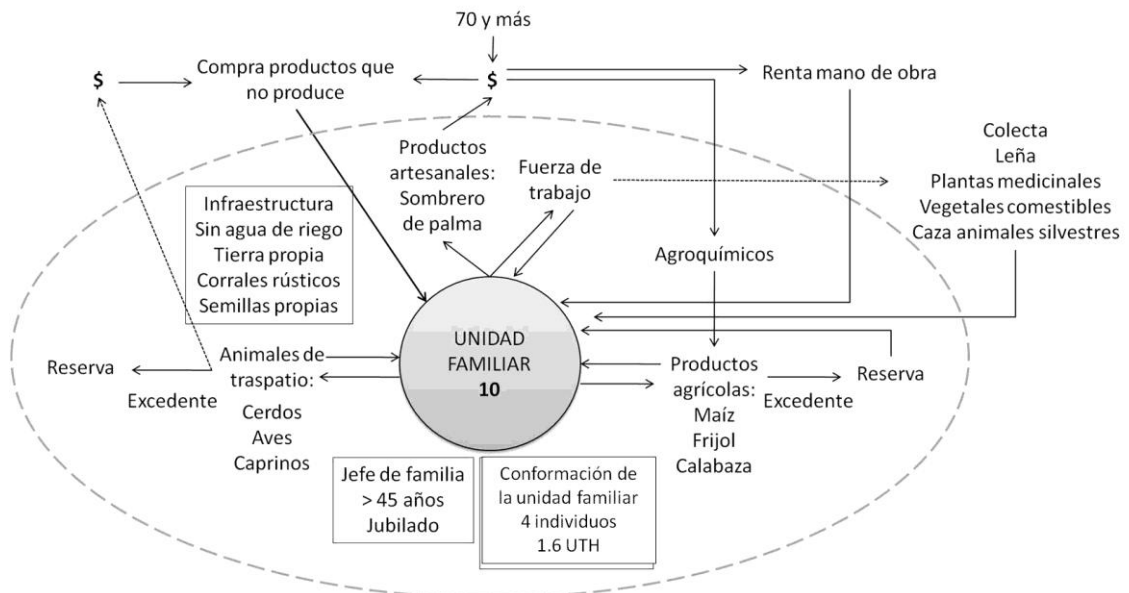 70 y más
$
Compra productos que
no produce
$
Renta mano de obra
Productos
artesanales:
Sombrero
de palma
Fuerza de
trabajo
Colecta
Leña
Plantas medicinales
Vegetales comestibles
Caza animales silvestres
Infraestructura
Sin agua de riego
Tierra propia
Corrales rústicos
Semillas propias
Agroquímicos
UNIDAD
FAMILIAR
10
Reserva
Excedente
Animales de
traspatio:
Cerdos
Aves
Caprinos
Productos
agrícolas:
Maíz
Frijol
Calabaza
Excedente
Reserva
Jefe de familia
> 45 años
Jubilado
Conformación de
la unidad familiar
4 individuos
1.6 UTH